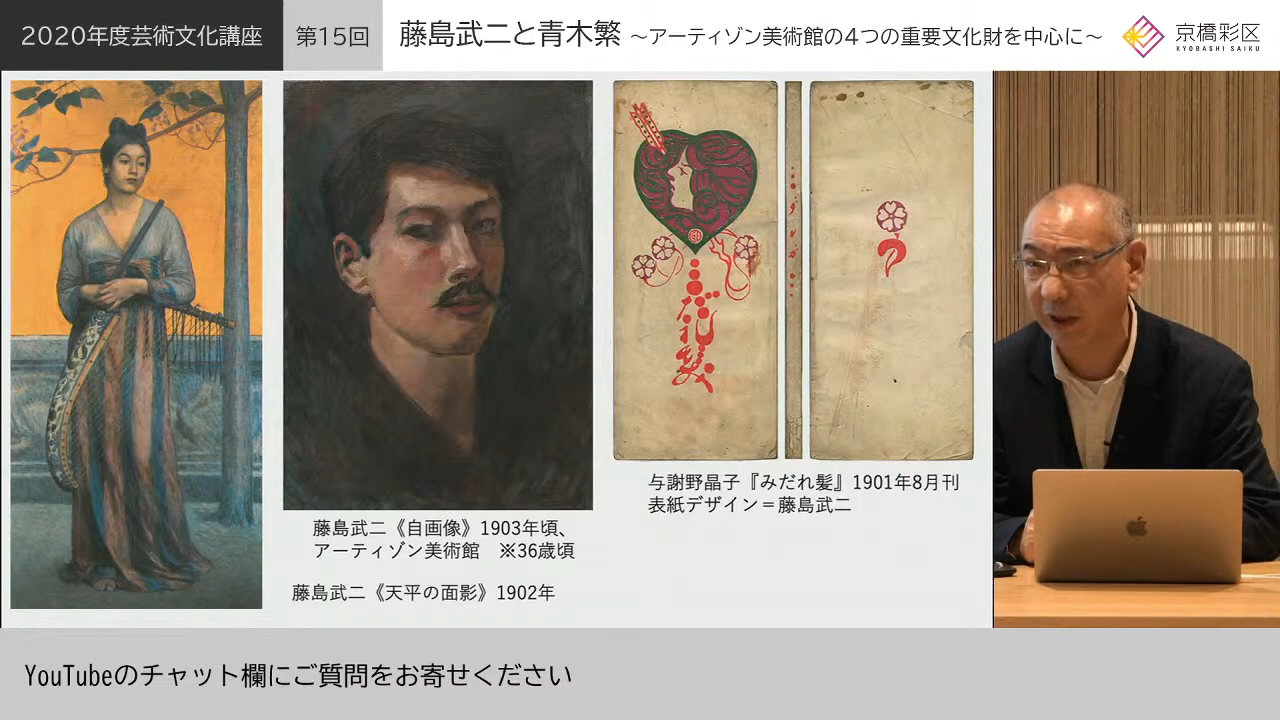 2020年度芸術文化講座
第15回
藤島武二と青木繁 ～アーティゾン美術館の4つの重要文化財を中心に～
京橋彩区
KYOBASHI SAIKU
与謝野晶子『みだれ髪』1901年8月刊
表紙デザイン＝藤島武二
藤島武二《自画像》1903年頃、
アーティゾン美術館　※36歳頃
藤島武二《天平の面影》1902年
YouTubeのチャット欄にご質問をお寄せください